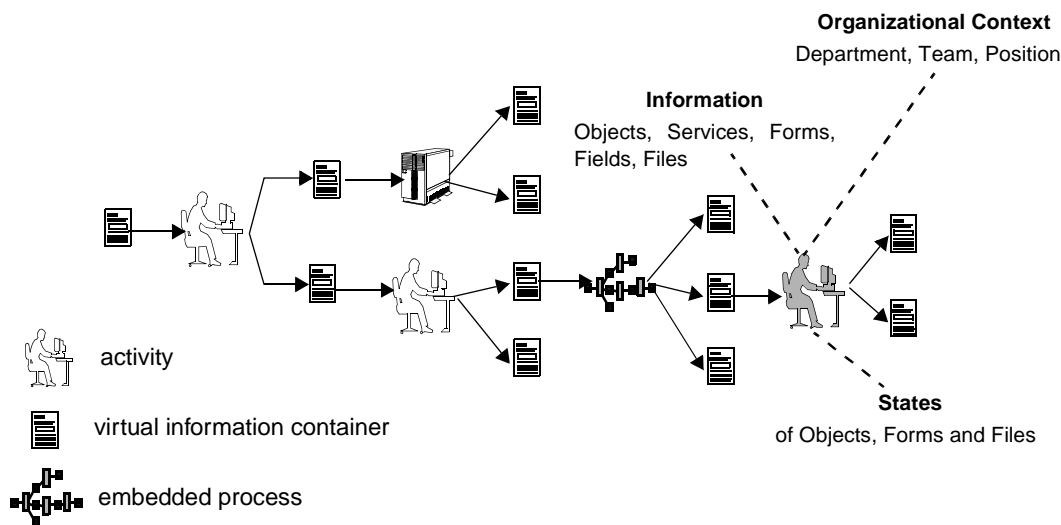 Organizational Context
Department, Team, Position
Information
Objects, Services, Forms,
Fields, Files
activity
virtual information container
embedded process
States
of Objects, Forms and Files